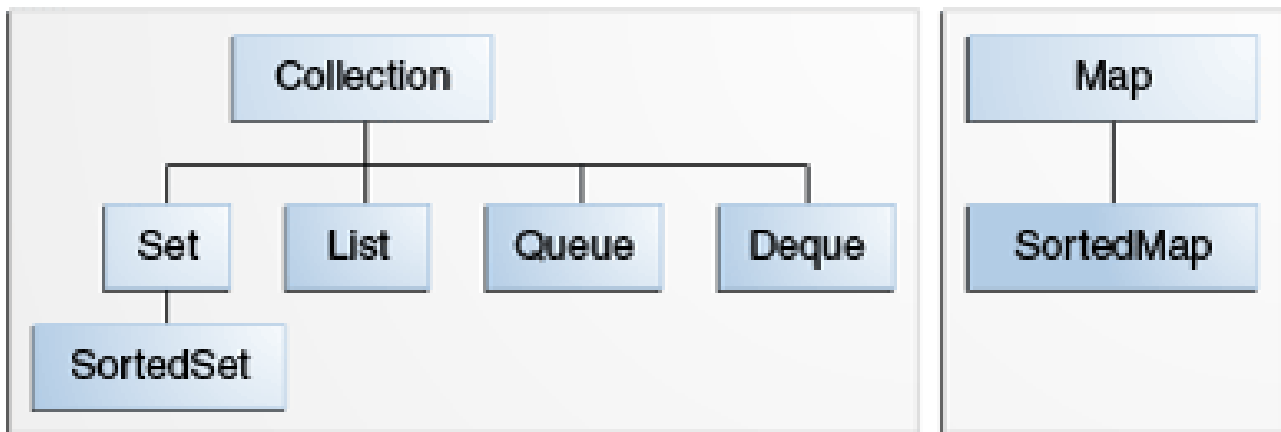 Collection
Map
Set
List
Queue
Deque
SortedMap
SortedSet